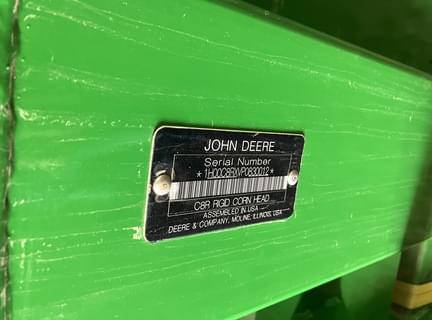 JOHN DEERE
Serial Number
*1H00C8RXVP0830012*
C8R RIGID CORN HEAD
ASSEMBLED IN USA
DEERE & COMPANY, MOLINE, ILLINOIS, USA